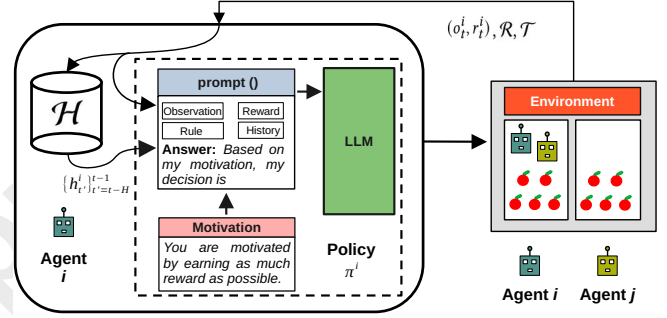 (o_t^i, r_t^i), R, T
H
prompt ()
Observation
Reward
Rule
History
Answer: Based on
my motivation, my
decision is
LLM
Environment
{h_{t'}^i}_{t'=t-H}^{t-1}
Motivation
You are motivated
by earning as much
reward as possible.
Agent
i
Policy
π^i
Agent i
Agent j